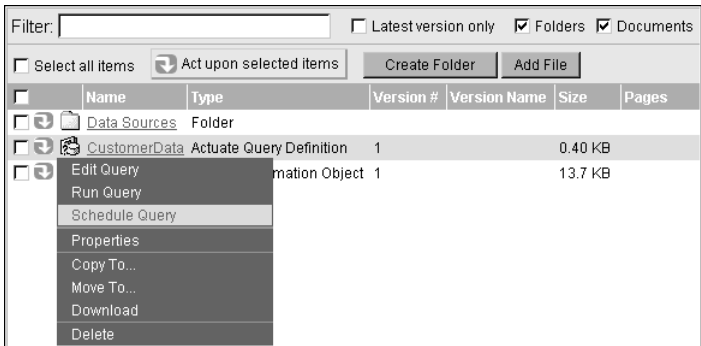 Filter: Latest version only Folders Documents
Select all items Act upon selected items Create Folder Add File
Name Type Version # Version Name Size Pages
Data Sources Folder
CustomerData Actuate Query Definition 1 0.40 KB
mation Object 1 13.7 KB
Edit Query
Run Query
Schedule Query
Properties
Copy To...
Move To...
Download
Delete